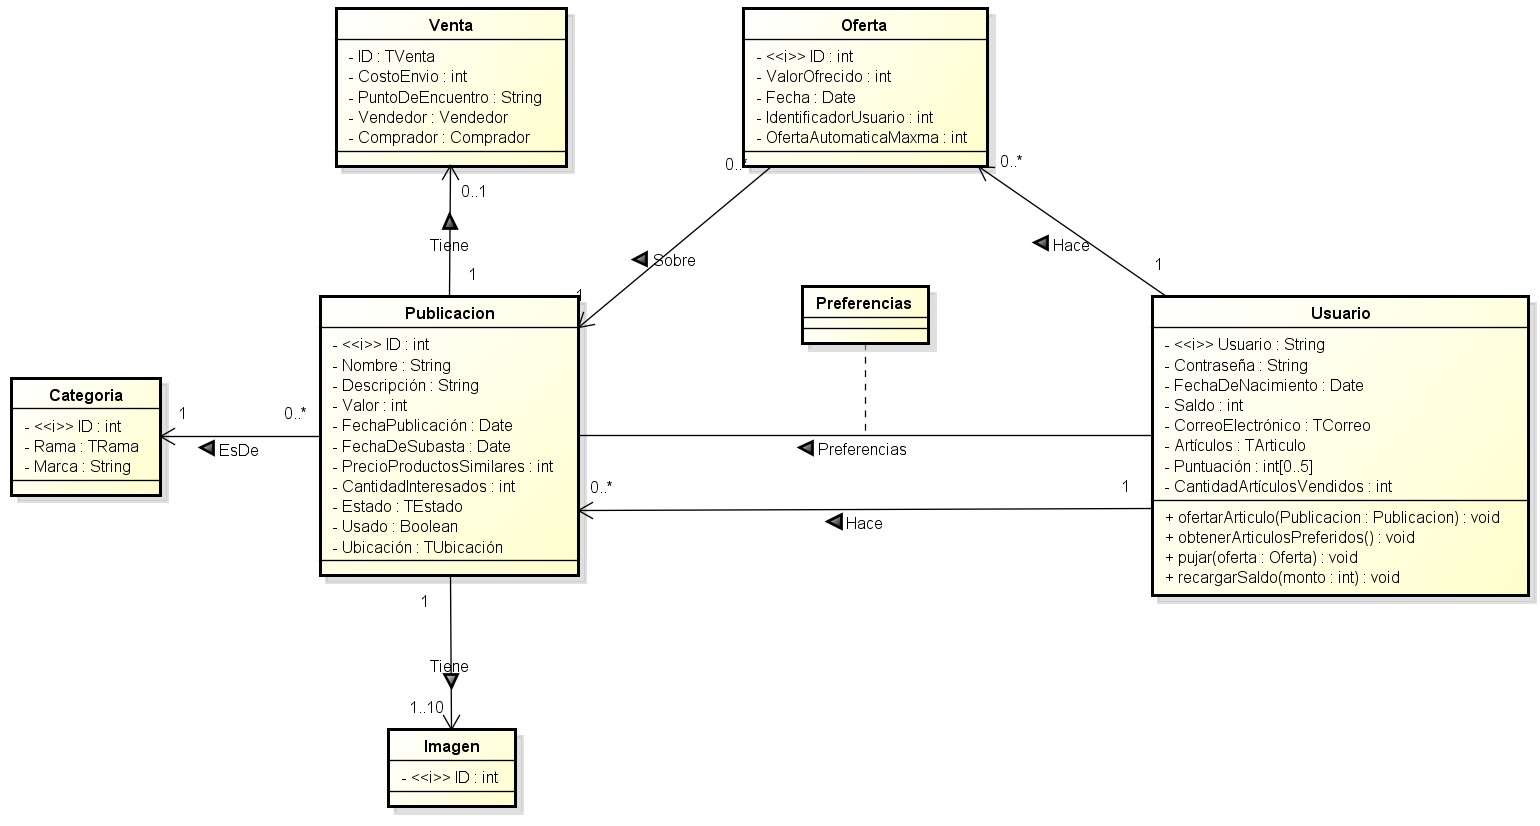 Venta
- ID : TVenta
- CostoEnvio : int
- PuntoDeEncuentro : String
- Vendedor : Vendedor
- Comprador : Comprador
Oferta
- <<i>> ID : int
- ValorOfrecido : int
- Fecha : Date
- IdentificadorUsuario : int
- OfertaAutomaticaMaxma : int
0..*
0..*
0..1
Tiene
1
Sobre
1
Hace
1
Preferencias
Publicacion
- <<i>> ID : int
- Nombre : String
- Descripción : String
- Valor : int
- FechaPublicación : Date
- FechaDeSubasta : Date
- PrecioProductosSimilares : int
- CantidadInteresados : int
- Estado : TEstado
- Usado : Boolean
- Ubicación : TUbicación
Usuario
- <<i>> Usuario : String
- Contraseña : String
- FechaDeNacimiento : Date
- Saldo : int
- CorreoElectrónico : TCorreo
- Artículos : TArticulo
- Puntuación : int[0..5]
- CantidadArtículosVendidos : int
+ ofertarArticulo(Publicacion : Publicacion) : void
+ obtenerArticulosPreferidos() : void
+ pujar(oferta : Oferta) : void
+ recargarSaldo(monto : int) : void
Categoria
- <<i>> ID : int
- Rama : TRama
- Marca : String
1
0..*
EsDe
Preferencias
0..*
1
Hace
1
Tiene
1..10
Imagen
- <<i>> ID : int